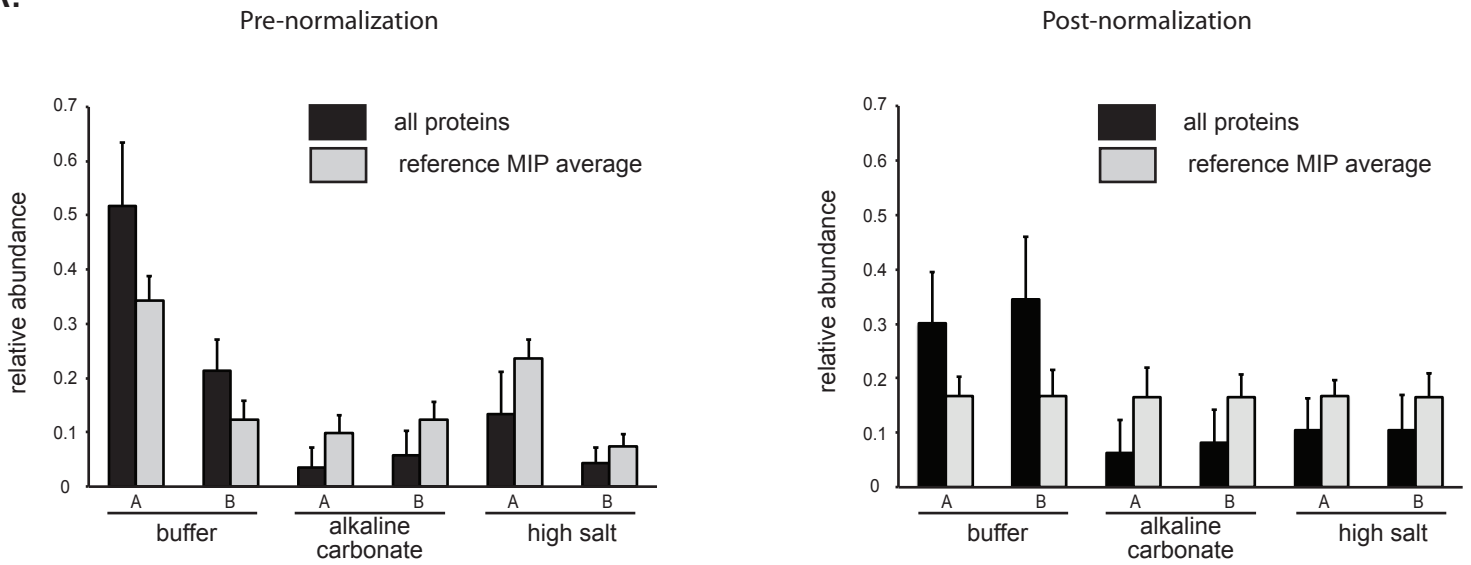 Pre-normalization
0.7
0.6
0.5
0.4
0.3
0.2
0.1
0
relative abundance
all proteins
reference MIP average
A B A B A B
buffer
alkaline
carbonate
high salt
Post-normalization
0.7
0.6
0.5
0.4
0.3
0.2
0.1
0
relative abundance
all proteins
reference MIP average
A B A B A B
buffer
alkaline
carbonate
high salt